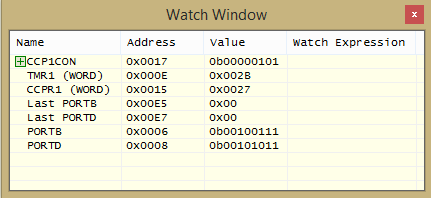 Watch Window
x
Name Address Value Watch Expression
CCP1CON 0x0017 0b00000101
TMR1 (WORD) 0x000E 0x002B
CCPR1 (WORD) 0x0015 0x0027
Last PORTB 0x00E5 0x00
Last PORTD 0x00E7 0x00
PORTB 0x0006 0b00100111
PORTD 0x0008 0b00101011